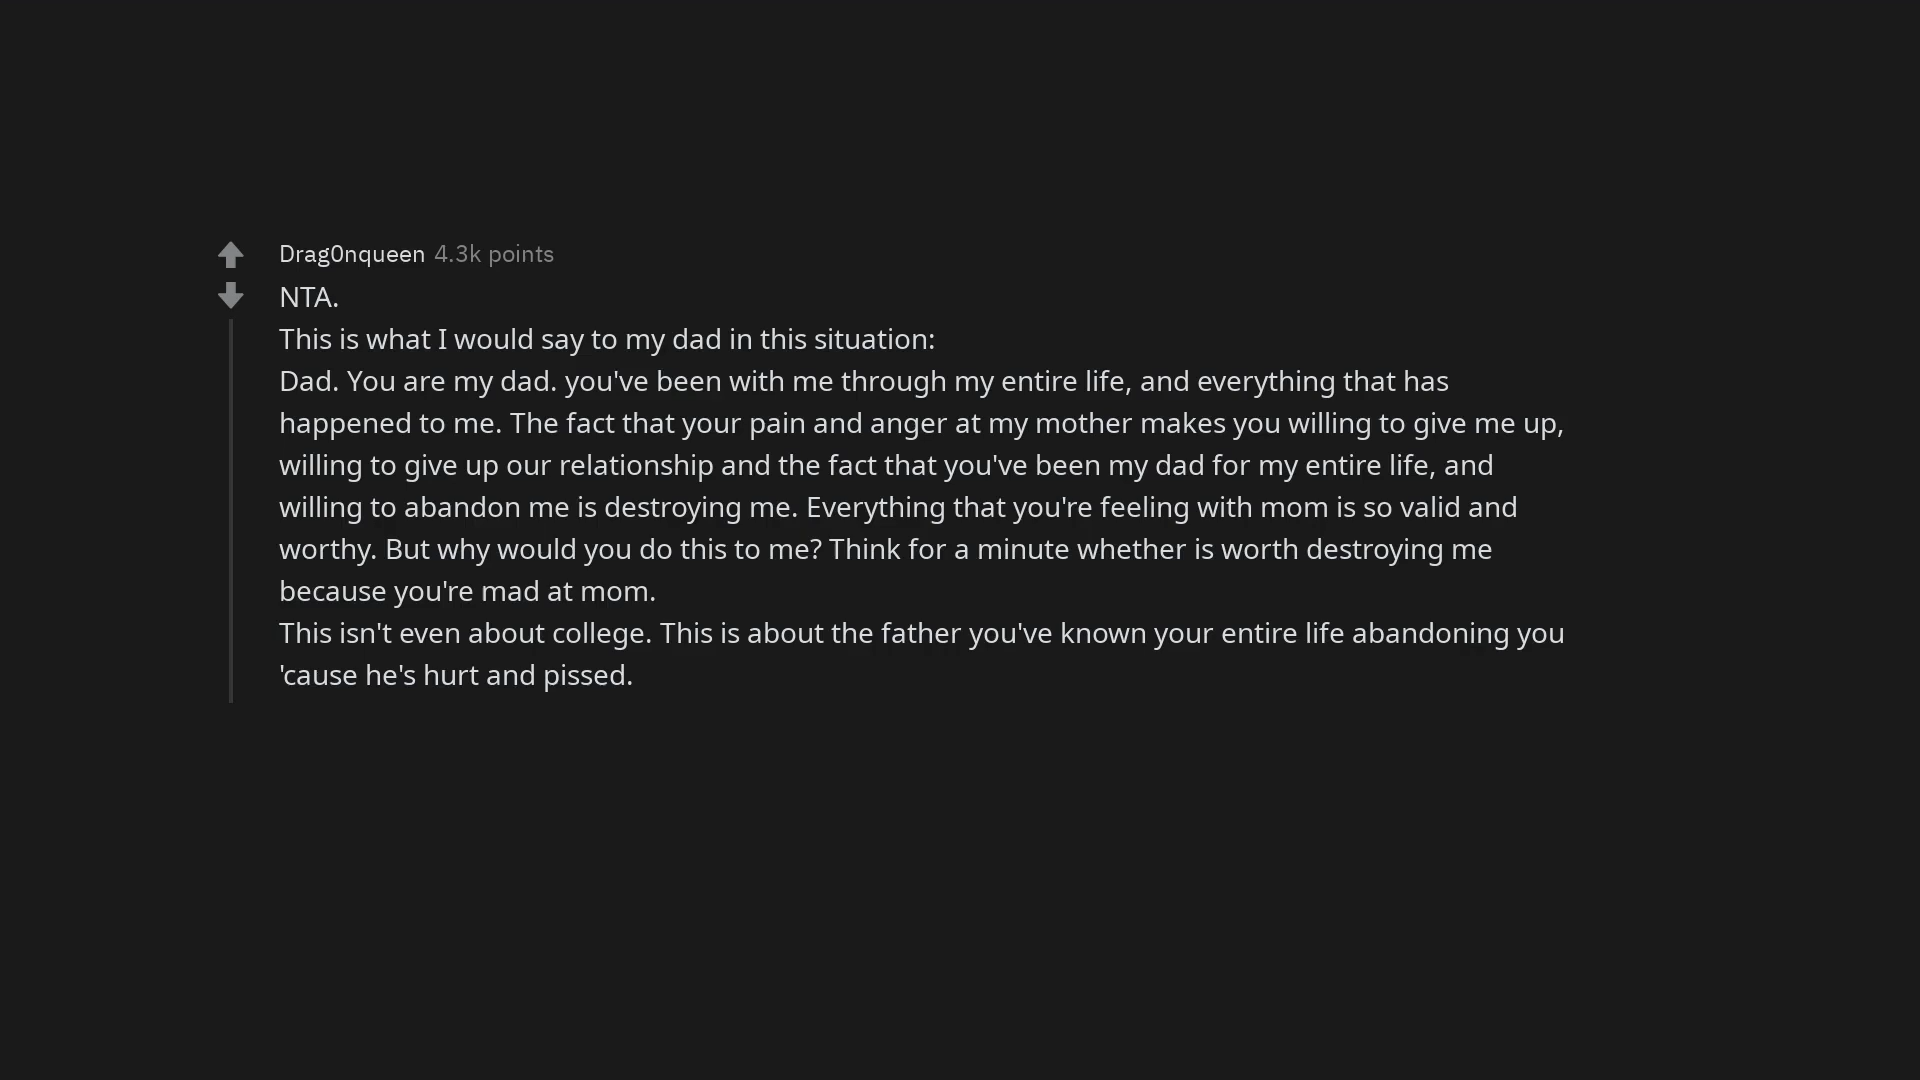 Drag0nqueen 4.3k points
NTA.
This is what I would say to my dad in this situation:
Dad. You are my dad. you've been with me through my entire life, and everything that has
happened to me. The fact that your pain and anger at my mother makes you willing to give me up,
willing to give up our relationship and the fact that you've been my dad for my entire life, and
willing to abandon me is destroying me. Everything that you're feeling with mom is so valid and
worthy. But why would you do this to me? Think for a minute whether is worth destroying me
because you're mad at mom.
This isn't even about college. This is about the father you've known your entire life abandoning you
'cause he's hurt and pissed.